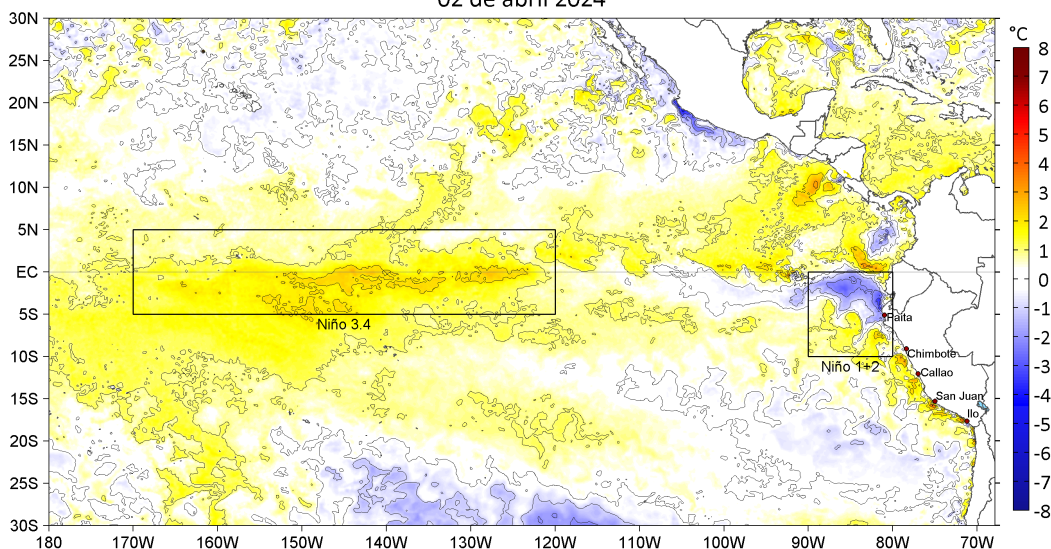 02 de abril 2024
30N
25N
20N
15N
10N
5N
EC
5S
10S
15S
20S
25S
30S
180 170W 160W 150W 140W 130W 120W 110W 100W 90W 80W 70W
Niño 3.4
Niño 1+2
Paita
Chimbote
Callao
San Juan
Ilo
°C
8
7
6
5
4
3
2
1
0
-1
-2
-3
-4
-5
-6
-7
-8